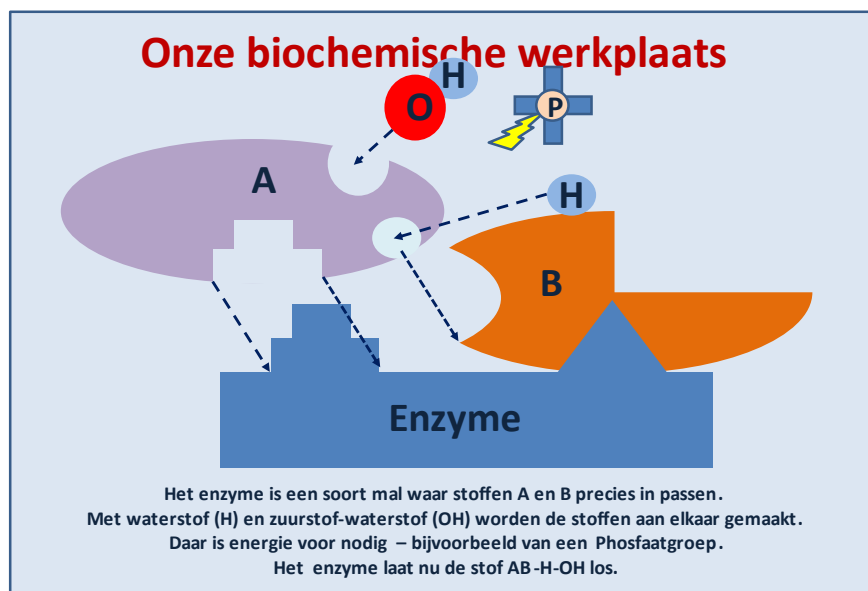 Onze biochemische werkplaats
H
O
P
A
H
B
Enzyme
Het enzyme is een soort mal waar stoffen A en B precies in passen.
Met waterstof (H) en zuurstof-waterstof (OH) worden de stoffen aan elkaar gemaakt.
Daar is energie voor nodig – bijvoorbeeld van een Phosfaatgroep.
Het enzyme laat nu de stof AB-H-OH los.